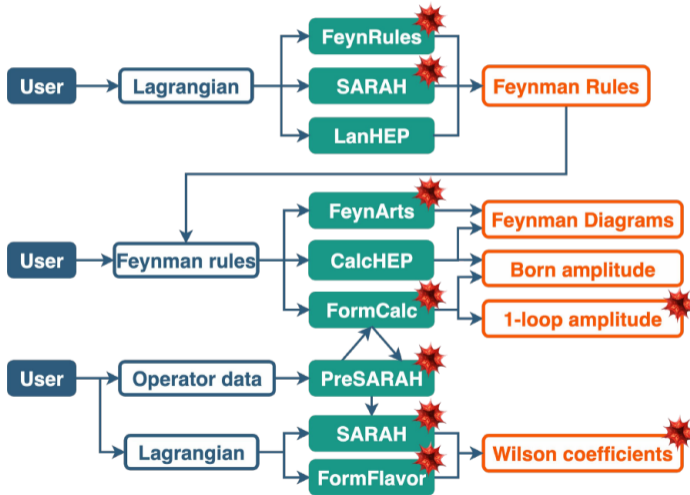 FeynRules
User
Lagrangian
SARAH
Feynman Rules
LanHEP
FeynArts
Feynman Diagrams
User
Feynman rules
CalcHEP
Born amplitude
FormCalc
1-loop amplitude
User
Operator data
PreSARAH
SARAH
Lagrangian
Wilson coefficients
FormFlavor